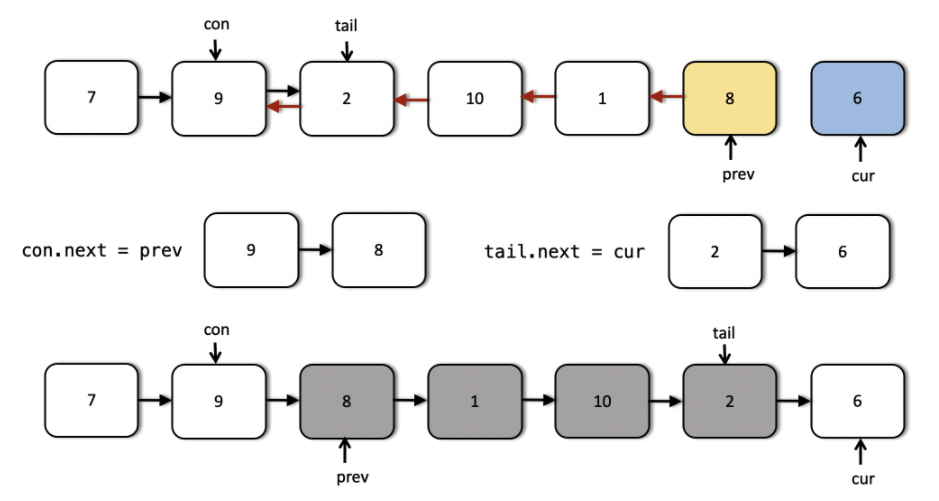 con tail
7 9 2 10 1 8 6
prev cur
con.next = prev 9 8 tail.next = cur 2 6
con tail
7 9 8 1 10 2 6
prev cur